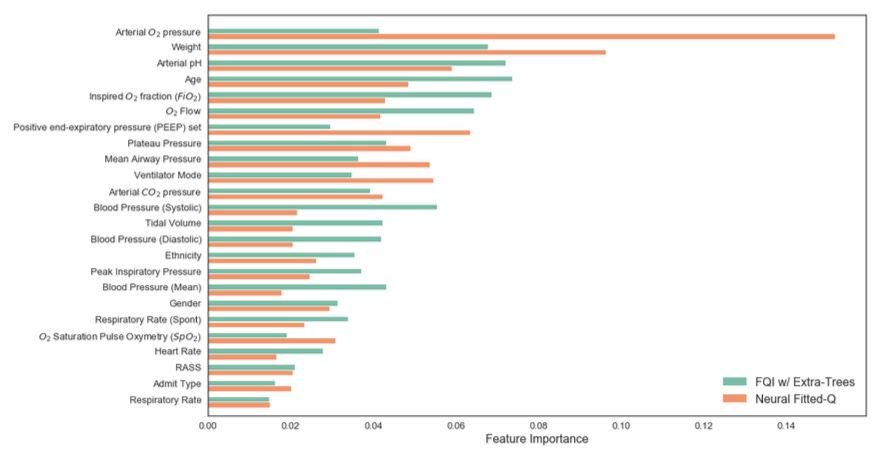 Arterial O₂ pressure
Weight
Arterial pH
Age
Inspired O₂ fraction (FiO₂)
O₂ Flow
Positive end-expiratory pressure (PEEP) set
Plateau Pressure
Mean Airway Pressure
Ventilator Mode
Arterial CO₂ pressure
Blood Pressure (Systolic)
Tidal Volume
Blood Pressure (Diastolic)
Ethnicity
Peak Inspiratory Pressure
Blood Pressure (Mean)
Gender
Respiratory Rate (Spont)
O₂ Saturation Pulse Oxymetry (SpO₂)
Heart Rate
RASS
Admit Type
Respiratory Rate
FQI w/ Extra-Trees
Neural Fitted-Q
0.00 0.02 0.04 0.06 0.08 0.10 0.12 0.14
Feature Importance